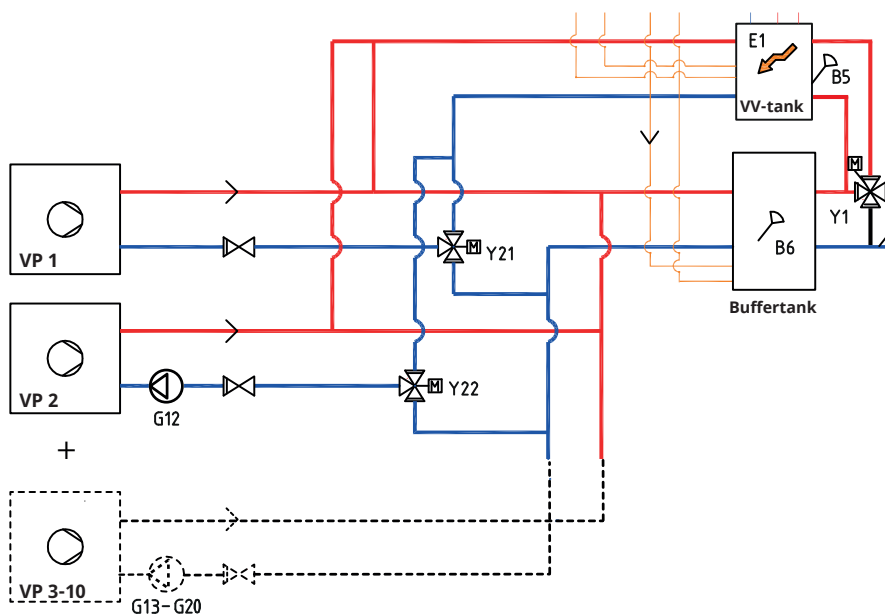 E1
B5
VV-tank
M
Y1
VP 1
M
Y21
B6
Buffertank
VP 2
G12
M
Y22
+
VP 3-10
G13-G20